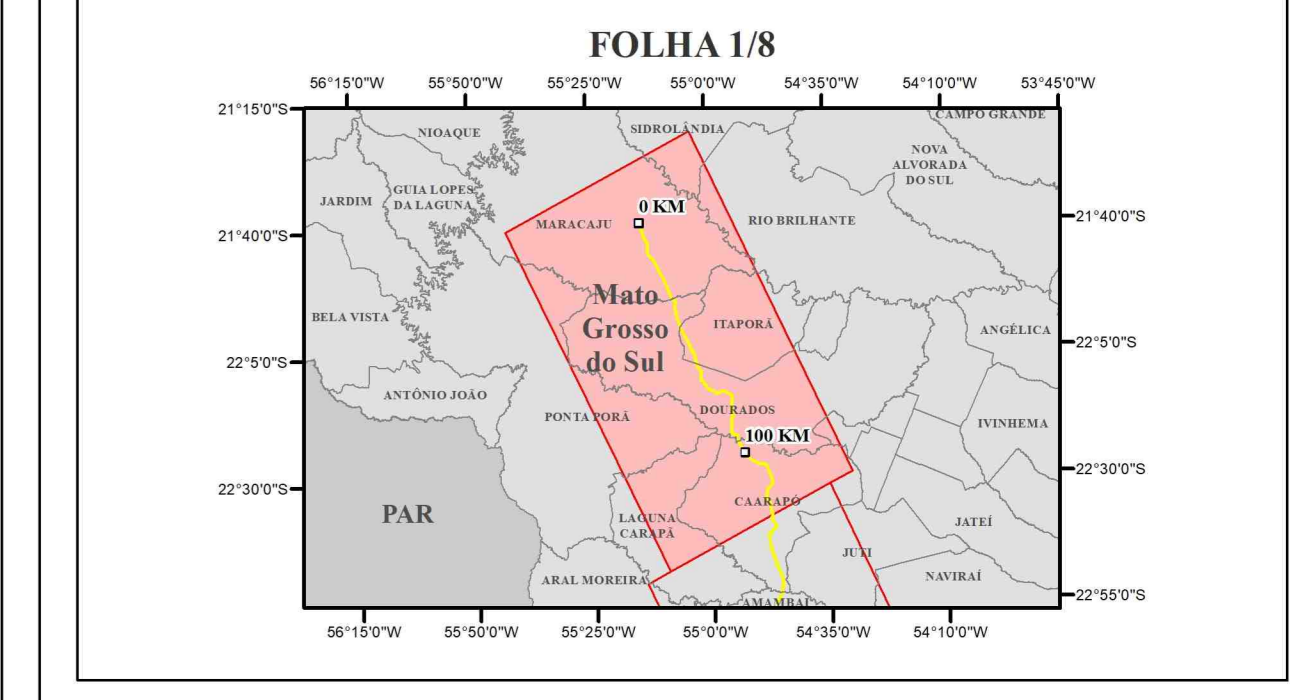 FOLHA 1/8
56°15'0"W 55°50'0"W 55°25'0"W 55°0'0"W 54°35'0"W 54°10'0"W 53°45'0"W
21°15'0"S
CAMPO GRANDE
NIOAQUE
SIDROLÂNDIA
NOVA
ALVORADA
DO SUL
GUIA LOPES
DA LAGUNA
JARDIM
0 KM
MARACAJU
RIO BRILHANTE
21°40'0"S
21°40'0"S
Mato
Grosso
do Sul
BELA VISTA
ITAPORÃ
ANGÉLICA
22°5'0"S
22°5'0"S
ANTÔNIO JOÃO
PONTA PORÃ
DOURADOS
IVINHEMA
100 KM
22°30'0"S
22°30'0"S
CAARAPÓ
PAR
LAGUNA
CARAPÃ
JATEÍ
JUTI
ARAL MOREIRA
NAVIRAÍ
22°55'0"S
AMAMBAI
56°15'0"W 55°50'0"W 55°25'0"W 55°0'0"W 54°35'0"W 54°10'0"W